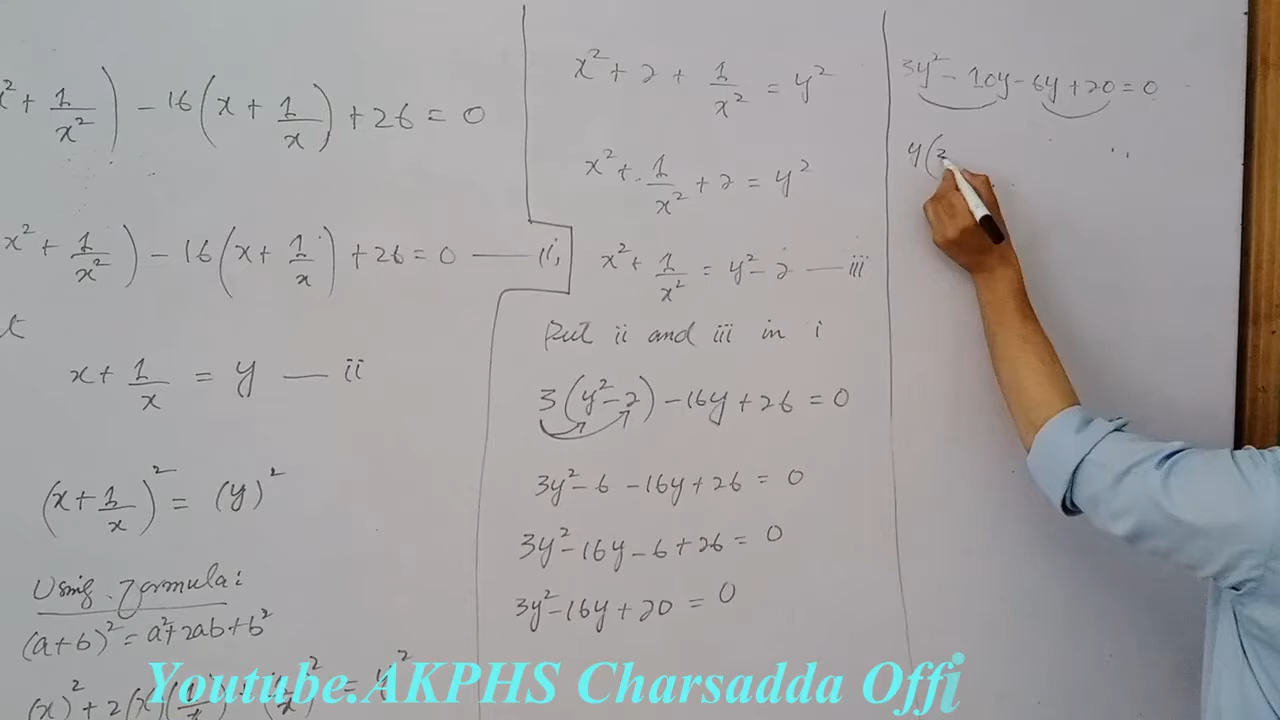 x² + 1/x²) - 16(x + 1/x) + 26 = 0
x² + 1/x²) - 16(x + 1/x) + 26 = 0 — ii,
x + 1/x = y — ii
(x + 1/x)² = (y)²
Using formula:
(a+b)² = a² + 2ab + b²
x² + 2 + 1/x² = y²
x² + 1/x² + 2 = y²
x² + 1/x² = y² - 2 — iii
Put ii and iii in i
3(y² - 2) - 16y + 26 = 0
3y² - 6 - 16y + 26 = 0
3y² - 16y - 6 + 26 = 0
3y² - 16y + 20 = 0
3y² - 10y - 6y + 20 = 0
y(3
Youtube.AKPHS Charsadda Offi